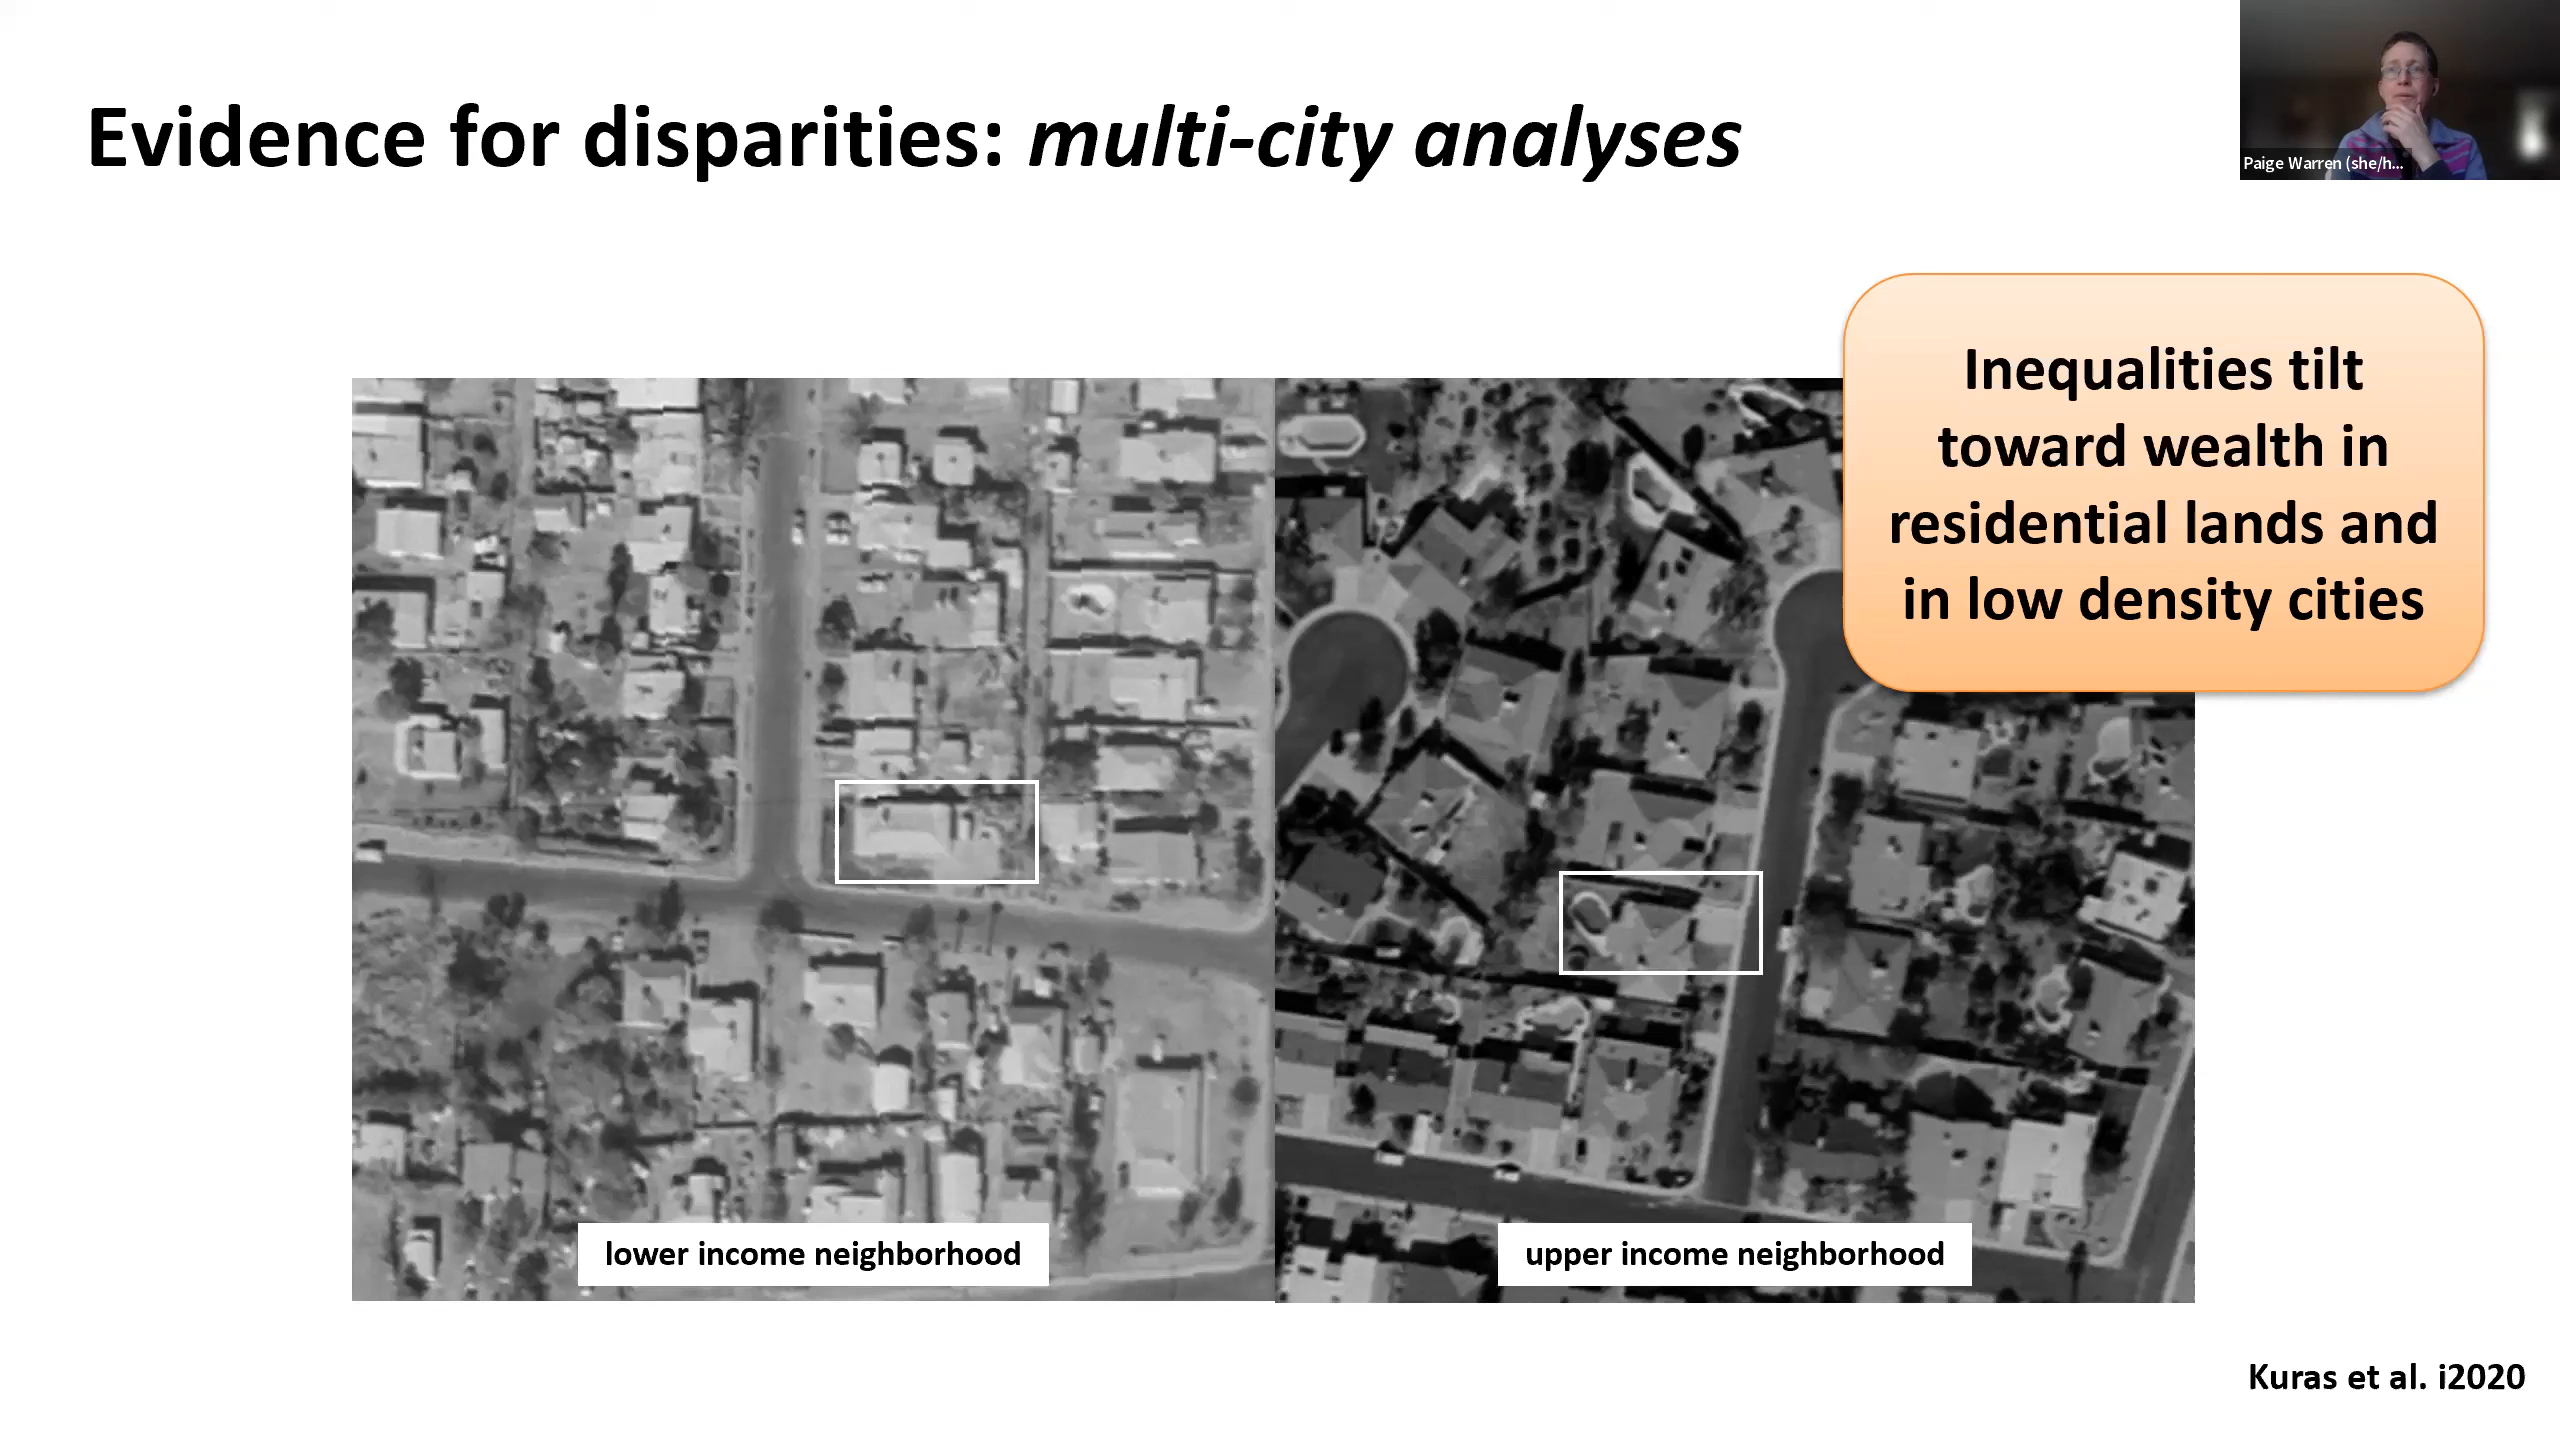 Evidence for disparities: multi-city analyses
Paige Warren (she/h...
Inequalities tilt
toward wealth in
residential lands and
in low density cities
lower income neighborhood
upper income neighborhood
Kuras et al. i2020